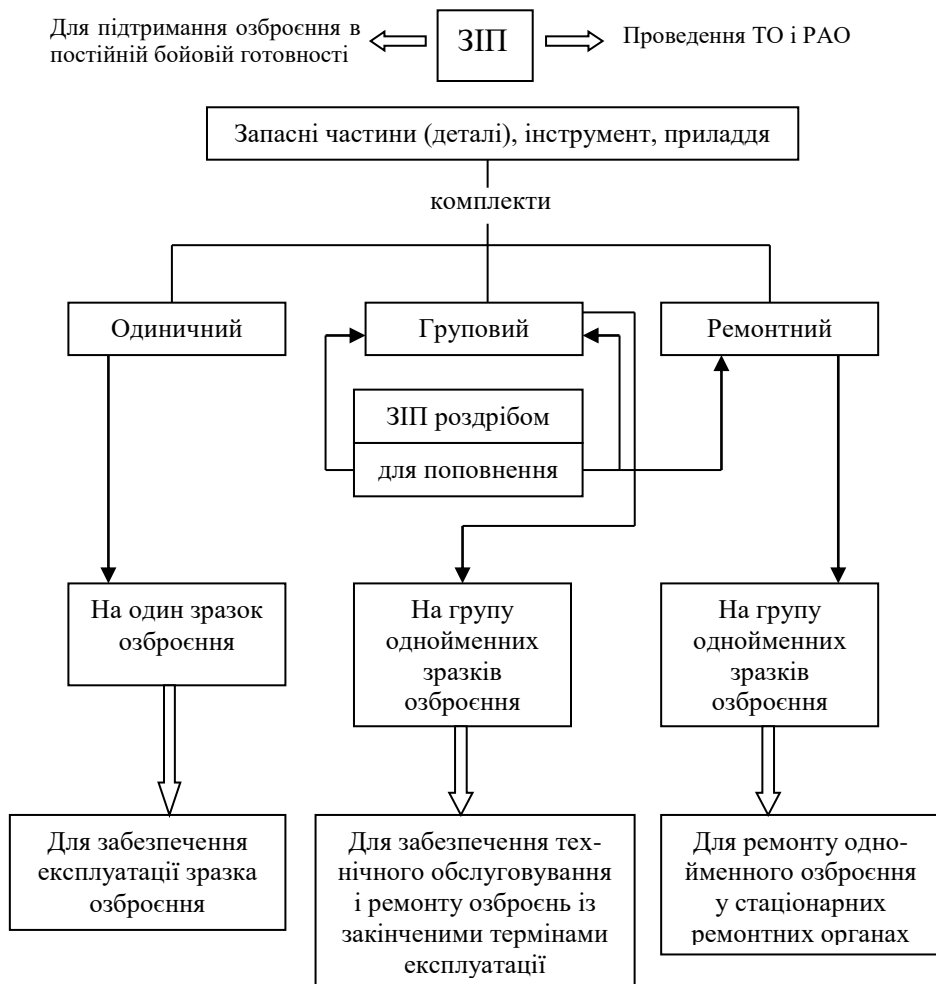 Для підтримання озброєння в
постійній бойовій готовності
ЗІП
Проведення ТО і РАО
Запасні частини (деталі), інструмент, приладдя
комплекти
Одиничний
Груповий
Ремонтний
ЗІП роздрібом
для поповнення
На один зразок
озброєння
На групу
однойменних
зразків
озброєння
На групу
однойменних
зразків
озброєння
Для забезпечення
експлуатації зразка
озброєння
Для забезпечення тех-
нічного обслуговування
і ремонту озброєнь із
закінченими термінами
експлуатації
Для ремонту одно-
йменного озброєння
у стаціонарних
ремонтних органах